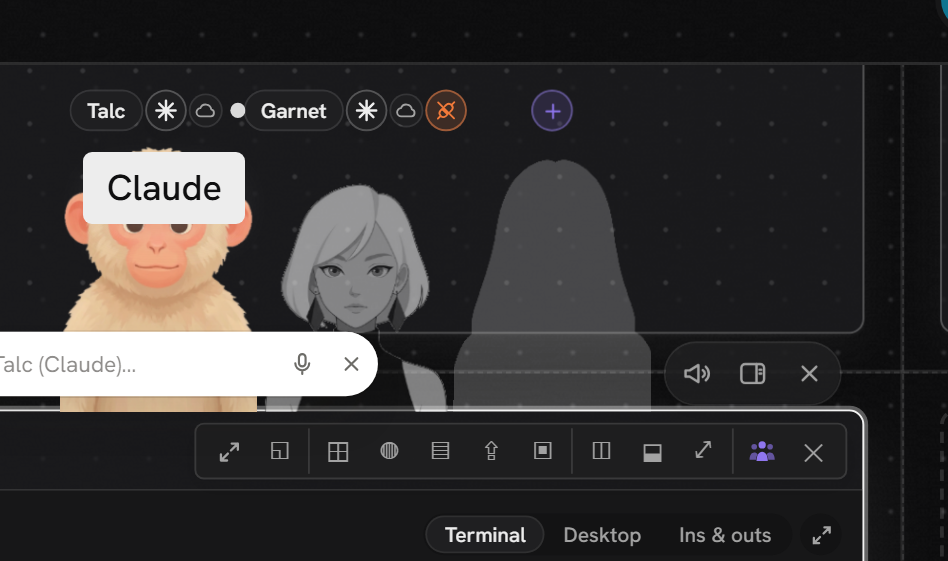 Talc
Garnet
Claude
Talc (Claude)...
Terminal
Desktop
Ins & outs